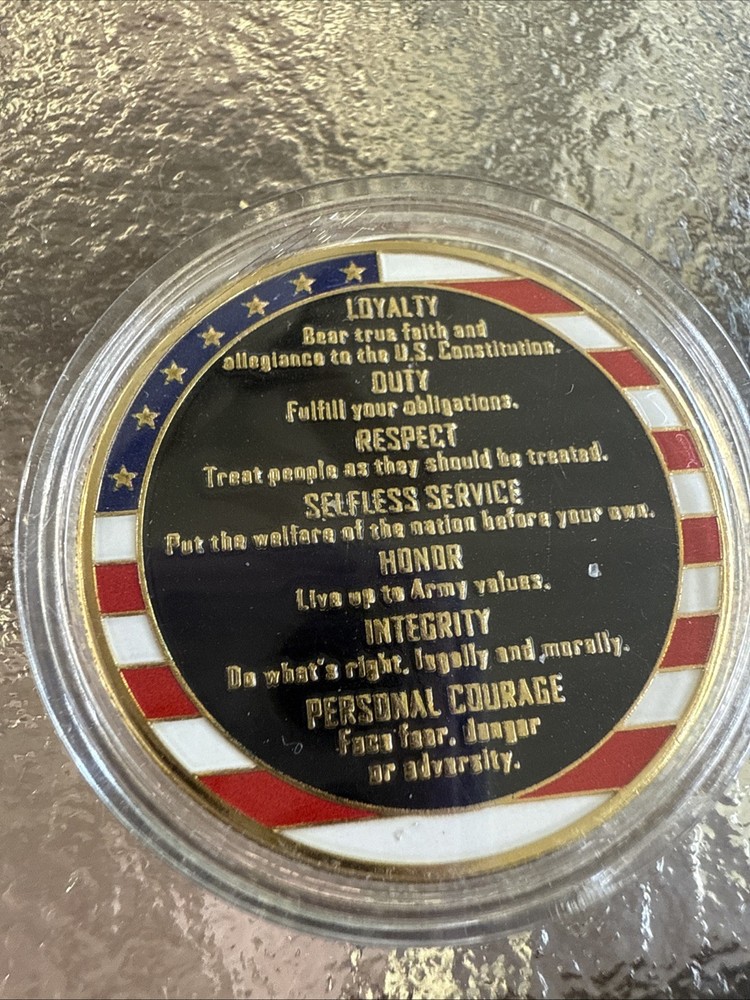 LOYALTY
Bear true faith and
allegiance to the U.S. Constitution.
DUTY
Fulfill your obligations.
RESPECT
Treat people as they should be treated.
SELFLESS SERVICE
Put the welfare of the nation before your own.
HONOR
Live up to Army values.
INTEGRITY
Do what's right, legally and morally.
PERSONAL COURAGE
Face fear, danger
or adversity.